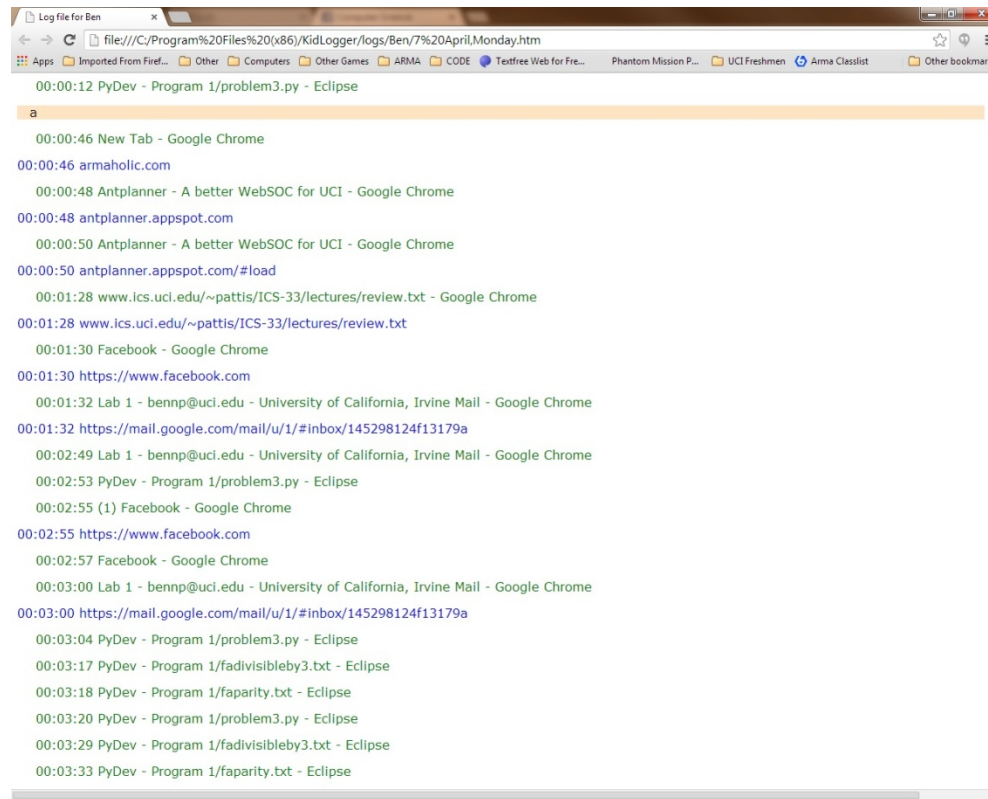 Log file for Ben
file:///C:/Program%20Files%20(x86)/KidLogger/logs/Ben/7%20April,Monday.htm
Apps Imported From Firef... Other Computers Other Games ARMA CODE Textfree Web for Fre... Phantom Mission P... UCI Freshmen Arma Classlist Other bookmar
00:00:12 PyDev - Program 1/problem3.py - Eclipse
a
00:00:46 New Tab - Google Chrome
00:00:46 armaholic.com
00:00:48 Antplanner - A better WebSOC for UCI - Google Chrome
00:00:48 antplanner.appspot.com
00:00:50 Antplanner - A better WebSOC for UCI - Google Chrome
00:00:50 antplanner.appspot.com/#load
00:01:28 www.ics.uci.edu/~pattis/ICS-33/lectures/review.txt - Google Chrome
00:01:28 www.ics.uci.edu/~pattis/ICS-33/lectures/review.txt
00:01:30 Facebook - Google Chrome
00:01:30 https://www.facebook.com
00:01:32 Lab 1 - bennp@uci.edu - University of California, Irvine Mail - Google Chrome
00:01:32 https://mail.google.com/mail/u/1/#inbox/145298124f13179a
00:02:49 Lab 1 - bennp@uci.edu - University of California, Irvine Mail - Google Chrome
00:02:53 PyDev - Program 1/problem3.py - Eclipse
00:02:55 (1) Facebook - Google Chrome
00:02:55 https://www.facebook.com
00:02:57 Facebook - Google Chrome
00:03:00 Lab 1 - bennp@uci.edu - University of California, Irvine Mail - Google Chrome
00:03:00 https://mail.google.com/mail/u/1/#inbox/145298124f13179a
00:03:04 PyDev - Program 1/problem3.py - Eclipse
00:03:17 PyDev - Program 1/fadivisibleby3.txt - Eclipse
00:03:18 PyDev - Program 1/faparity.txt - Eclipse
00:03:20 PyDev - Program 1/problem3.py - Eclipse
00:03:29 PyDev - Program 1/fadivisibleby3.txt - Eclipse
00:03:33 PyDev - Program 1/faparity.txt - Eclipse